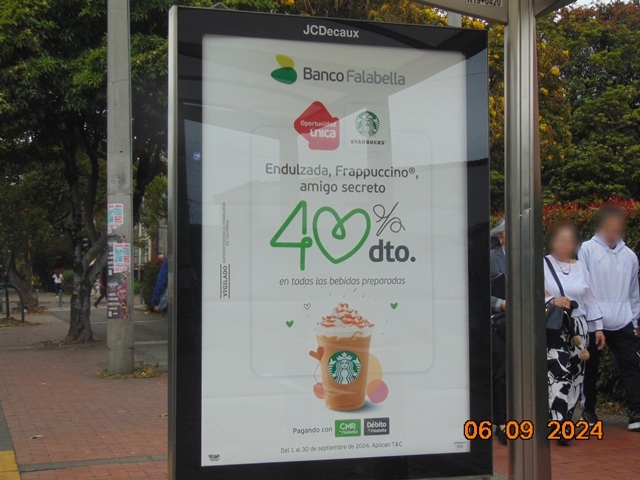 JCDecaux
Banco Falabella
Oportunidad
única
STARBUCKS
Endulzada, Frappuccino®,
amigo secreto
40%
dto.
en todas las bebidas preparadas
VIGILADO
Pagando con CMR Débito
Del 1 al 30 de septiembre de 2024. Aplican T&C
06 09 2024